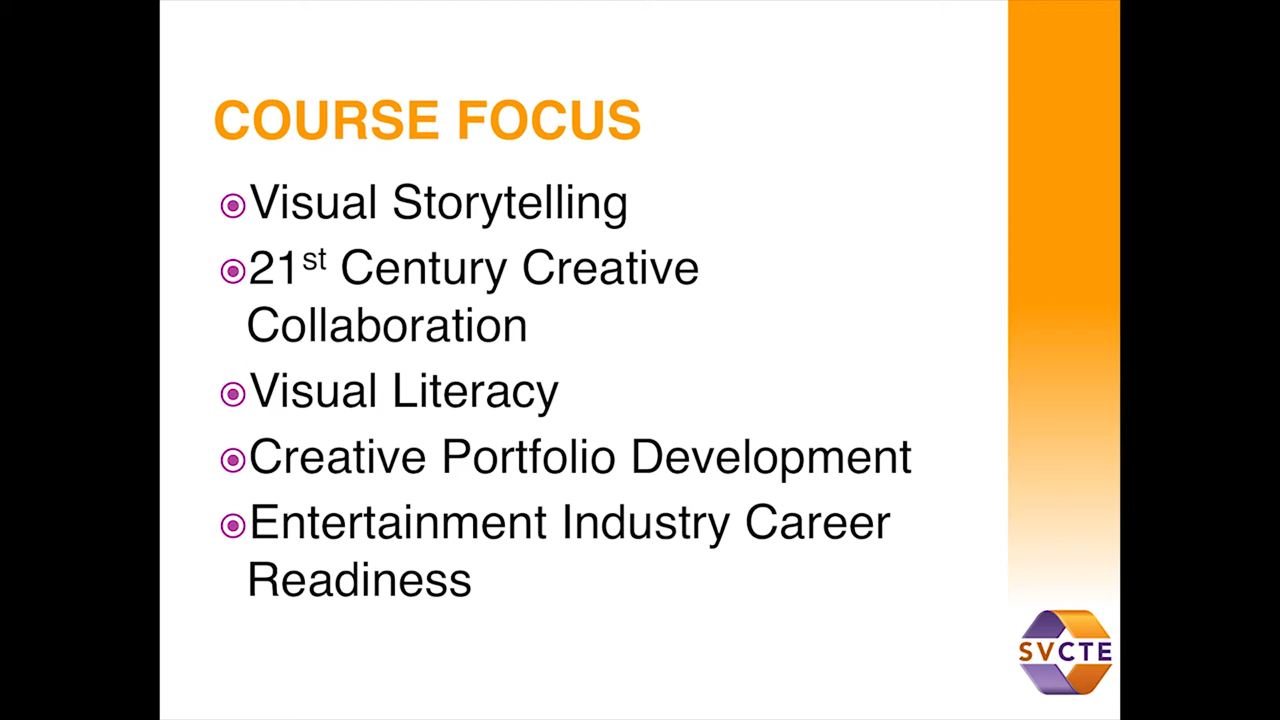 COURSE FOCUS
Visual Storytelling
21st Century Creative
Collaboration
Visual Literacy
Creative Portfolio Development
Entertainment Industry Career
Readiness
SVCTE